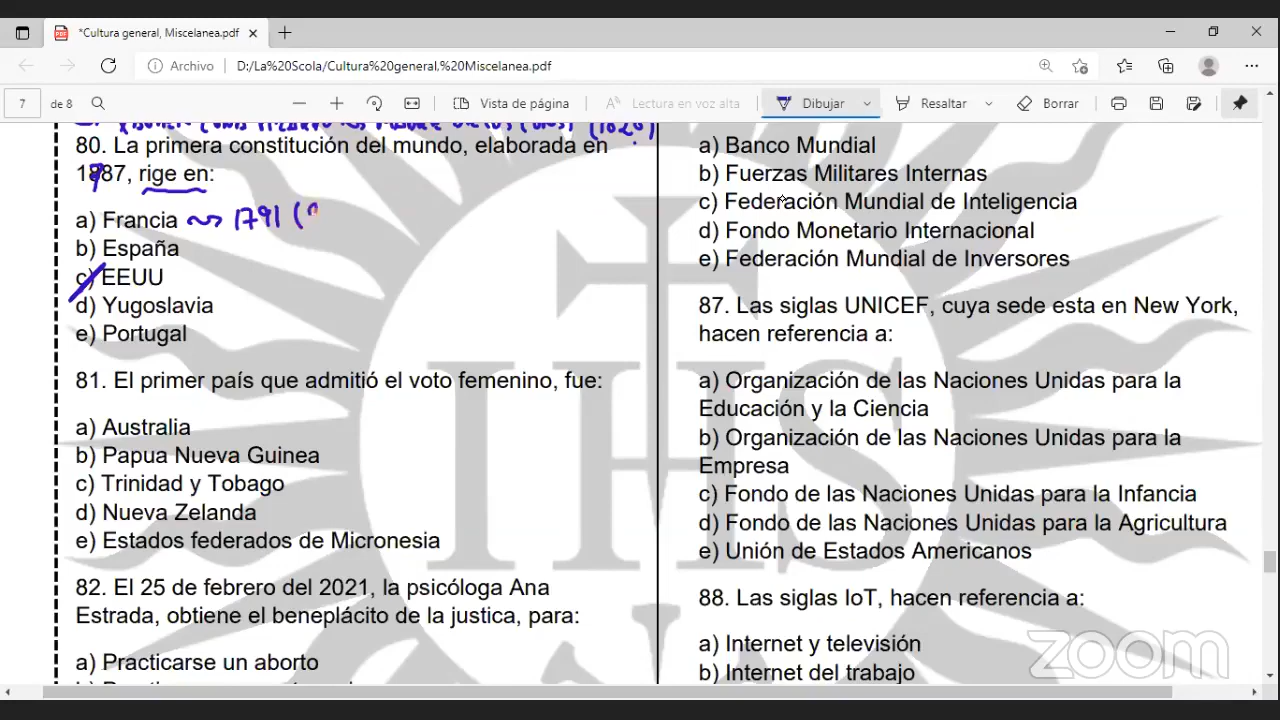 *Cultura general, Miscelanea.pdf
Archivo D:/La%20Scola/Cultura%20general,%20Miscelanea.pdf
7 de 8 Vista de página Lectura en voz alta Dibujar Resaltar Borrar
80. La primera constitución del mundo, elaborada en
1787, rige en:
a) Francia ~> 1791 (
b) España
c) EEUU
d) Yugoslavia
e) Portugal
81. El primer país que admitió el voto femenino, fue:
a) Australia
b) Papua Nueva Guinea
c) Trinidad y Tobago
d) Nueva Zelanda
e) Estados federados de Micronesia
82. El 25 de febrero del 2021, la psicóloga Ana
Estrada, obtiene el beneplácito de la justica, para:
a) Practicarse un aborto
a) Banco Mundial
b) Fuerzas Militares Internas
c) Federación Mundial de Inteligencia
d) Fondo Monetario Internacional
e) Federación Mundial de Inversores
87. Las siglas UNICEF, cuya sede esta en New York,
hacen referencia a:
a) Organización de las Naciones Unidas para la
Educación y la Ciencia
b) Organización de las Naciones Unidas para la
Empresa
c) Fondo de las Naciones Unidas para la Infancia
d) Fondo de las Naciones Unidas para la Agricultura
e) Unión de Estados Americanos
88. Las siglas IoT, hacen referencia a:
a) Internet y televisión
b) Internet del trabajo
IHS
zoom